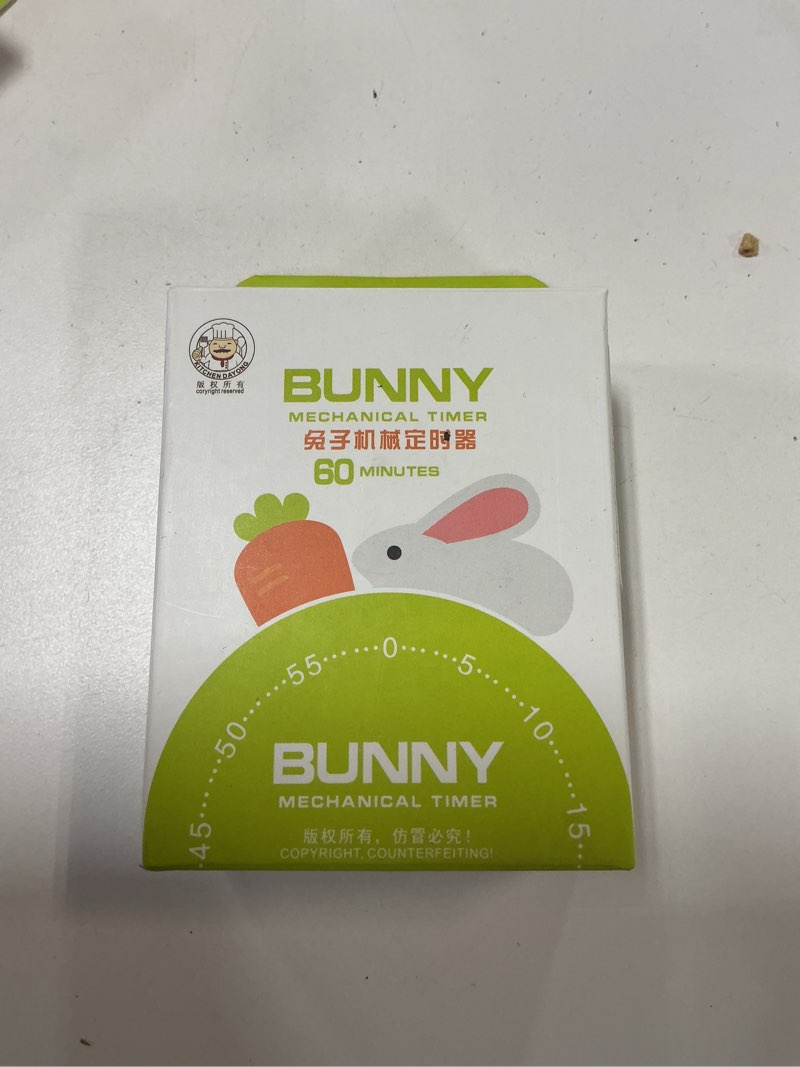 KITCHEN DAYONG
版权所有
coryright reserved
BUNNY
MECHANICAL TIMER
兔子机械定时器
60 MINUTES
45 50 55 0 5 10 15
BUNNY
MECHANICAL TIMER
版权所有，仿冒必究！
COPYRIGHT, COUNTERFEITING!